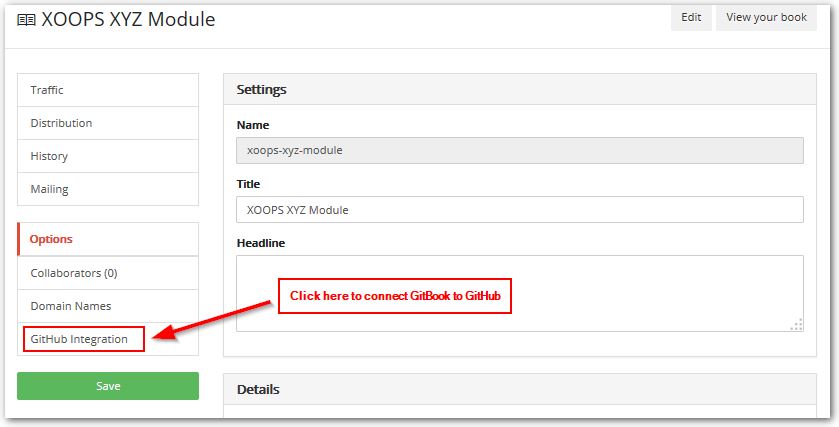 XOOPS XYZ Module
Edit
View your book
Traffic
Distribution
History
Mailing
Options
Collaborators (0)
Domain Names
GitHub Integration
Save
Settings
Name
xoops-xyz-module
Title
XOOPS XYZ Module
Headline
Click here to connect GitBook to GitHub
Details